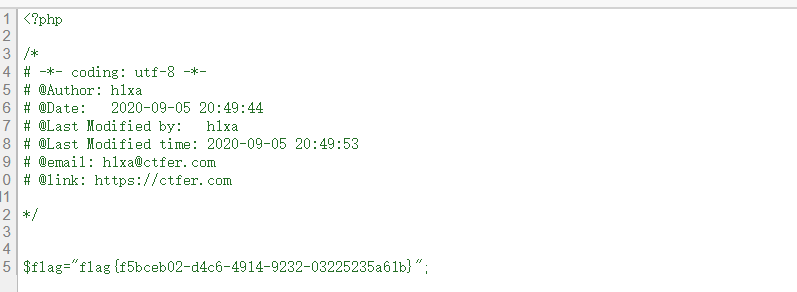 1 <?php
2
3 /*
4 # -*- coding: utf-8 -*-
5 # @Author: h1xa
6 # @Date:   2020-09-05 20:49:44
7 # @Last Modified by:   h1xa
8 # @Last Modified time: 2020-09-05 20:49:53
9 # @email: h1xa@ctfer.com
0 # @link: https://ctfer.com
11
2 */
3
4
5 $flag="flag{f5bceb02-d4c6-4914-9232-03225235a61b}";